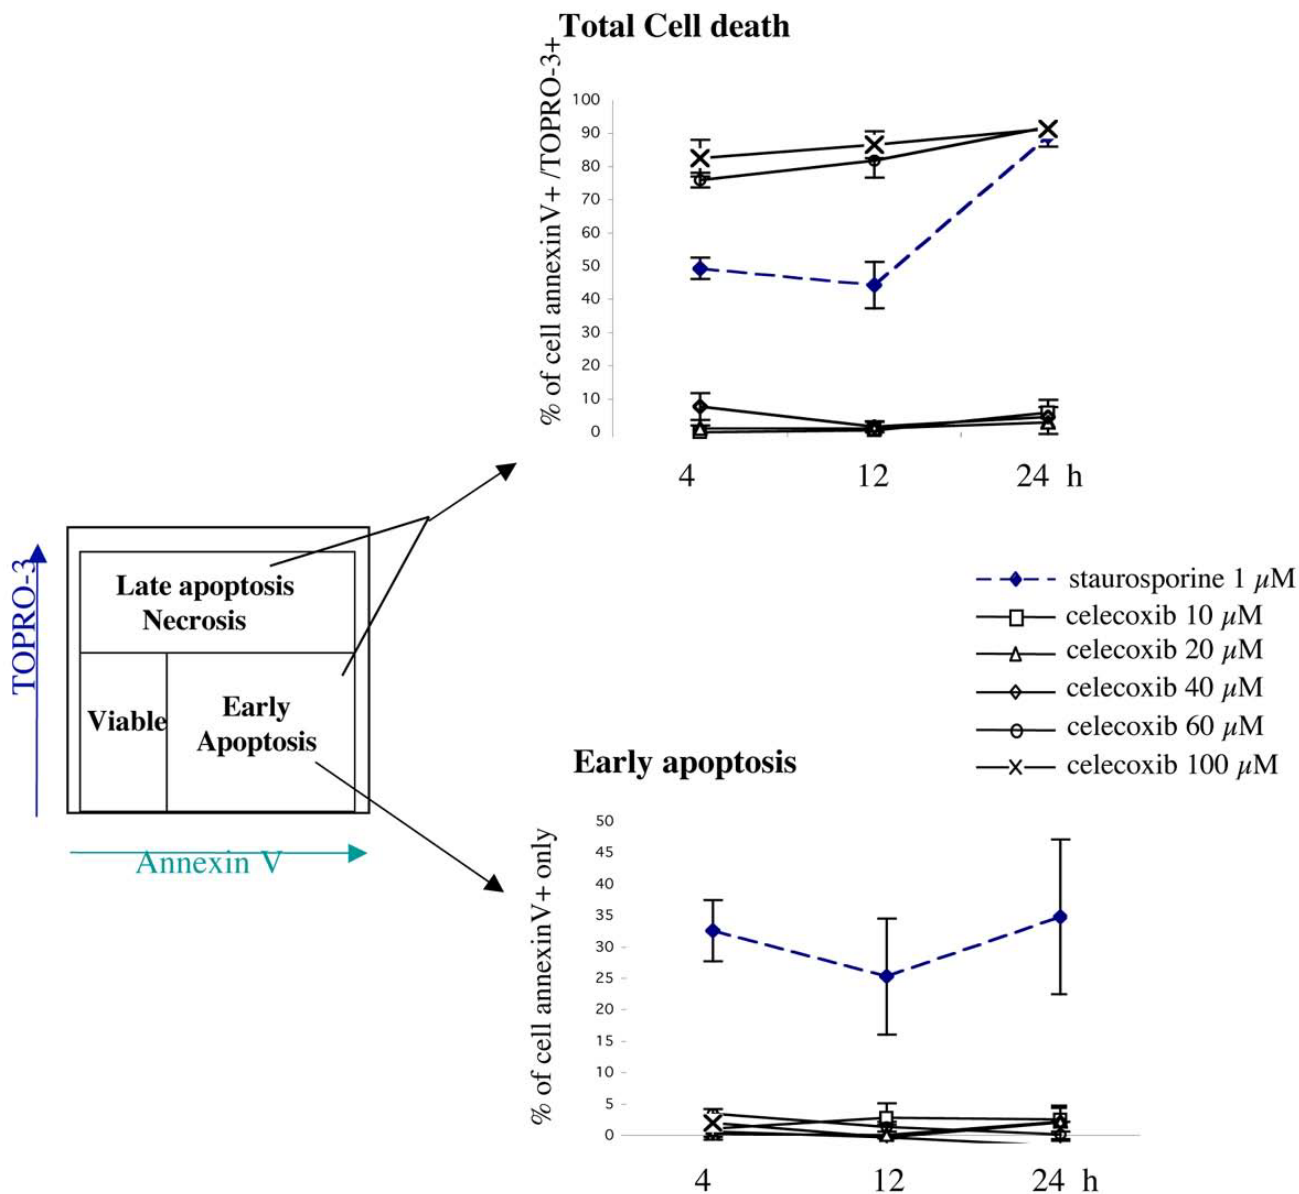 Total Cell death
% of cell annexinV+ /TOPRO-3+
100
90
80
70
60
50
40
30
20
10
0
4 12 24 h
TOPRO-3
Late apoptosis
Necrosis
Viable
Early
Apoptosis
Annexin V
staurosporine 1 µM
celecoxib 10 µM
celecoxib 20 µM
celecoxib 40 µM
celecoxib 60 µM
celecoxib 100 µM
Early apoptosis
% of cell annexinV+ only
50
45
40
35
30
25
20
15
10
5
0
4 12 24 h